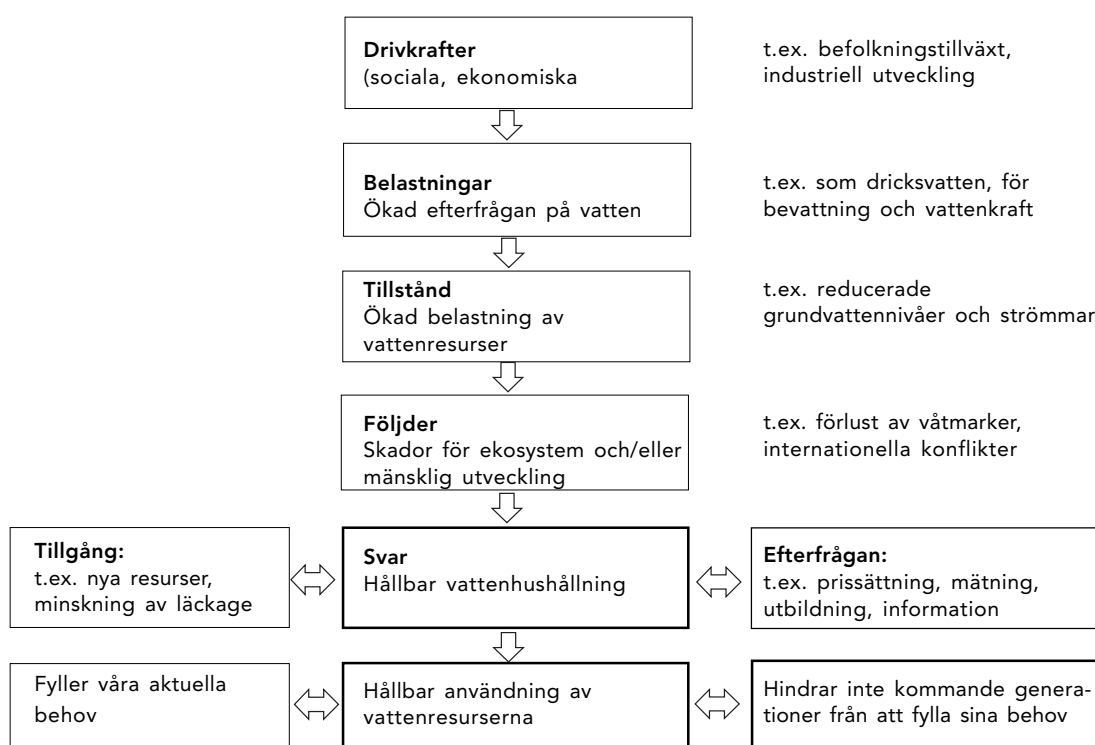 Drivkrafter
(sociala, ekonomiska
t.ex. befolkningstillväxt,
industriell utveckling
Belastningar
Ökad efterfrågan på vatten
t.ex. som dricksvatten, för
bevattning och vattenkraft
Tillstånd
Ökad belastning av
vattenresurser
t.ex. reducerade
grundvattennivåer och strömmar
Följder
Skador för ekosystem och/eller
mänsklig utveckling
t.ex. förlust av våtmarker,
internationella konflikter
Tillgång:
t.ex. nya resurser,
minskning av läckage
Svar
Hållbar vattenhushållning
Efterfrågan:
t.ex. prissättning, mätning,
utbildning, information
Fyller våra aktuella
behov
Hållbar användning av
vattenresurserna
Hindrar inte kommande genera-
tioner från att fylla sina behov